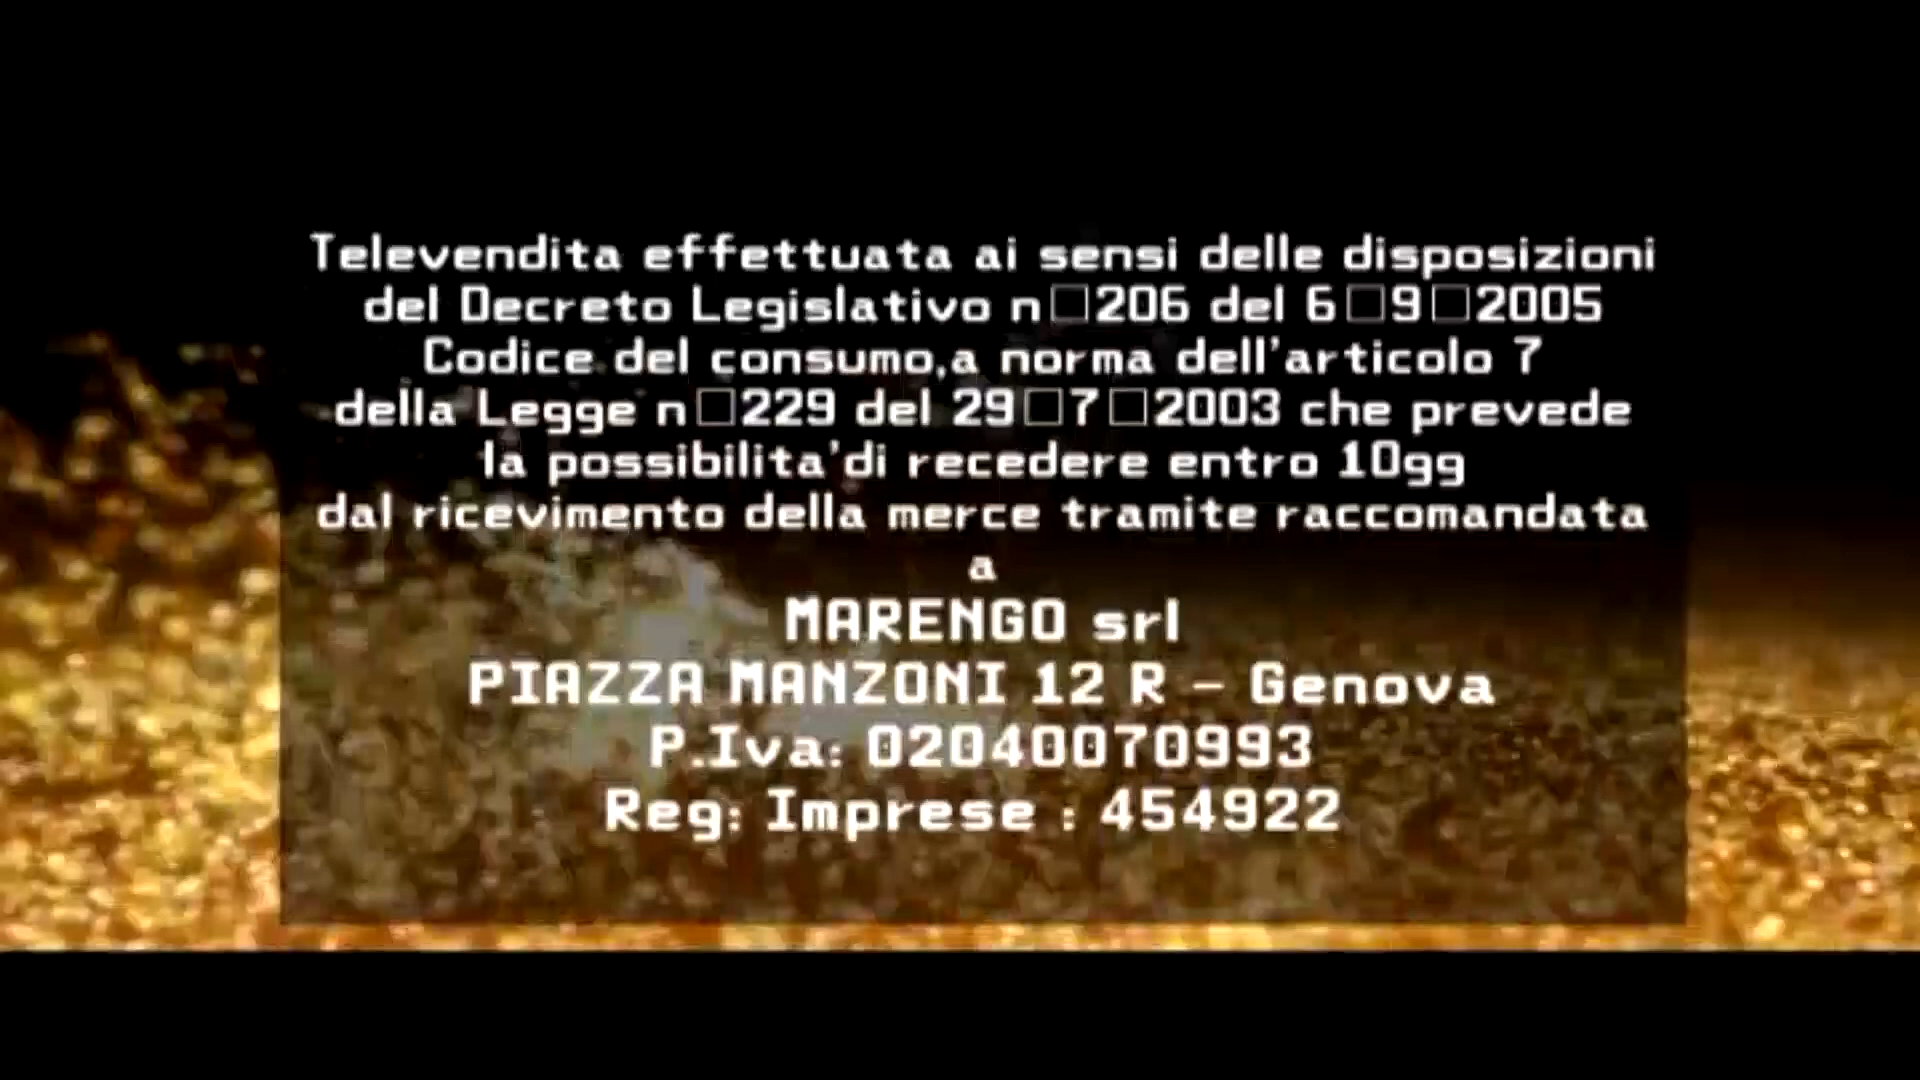 Televendita effettuata ai sensi delle disposizioni
del Decreto Legislativo n□206 del 6□9□2005
Codice del consumo,a norma dell'articolo 7
della Legge n□229 del 29□7□2003 che prevede
la possibilita'di recedere entro 10gg
dal ricevimento della merce tramite raccomandata
a
MARENGO srl
PIAZZA MANZONI 12 R - Genova
P.Iva: 02040070993
Reg: Imprese : 454922